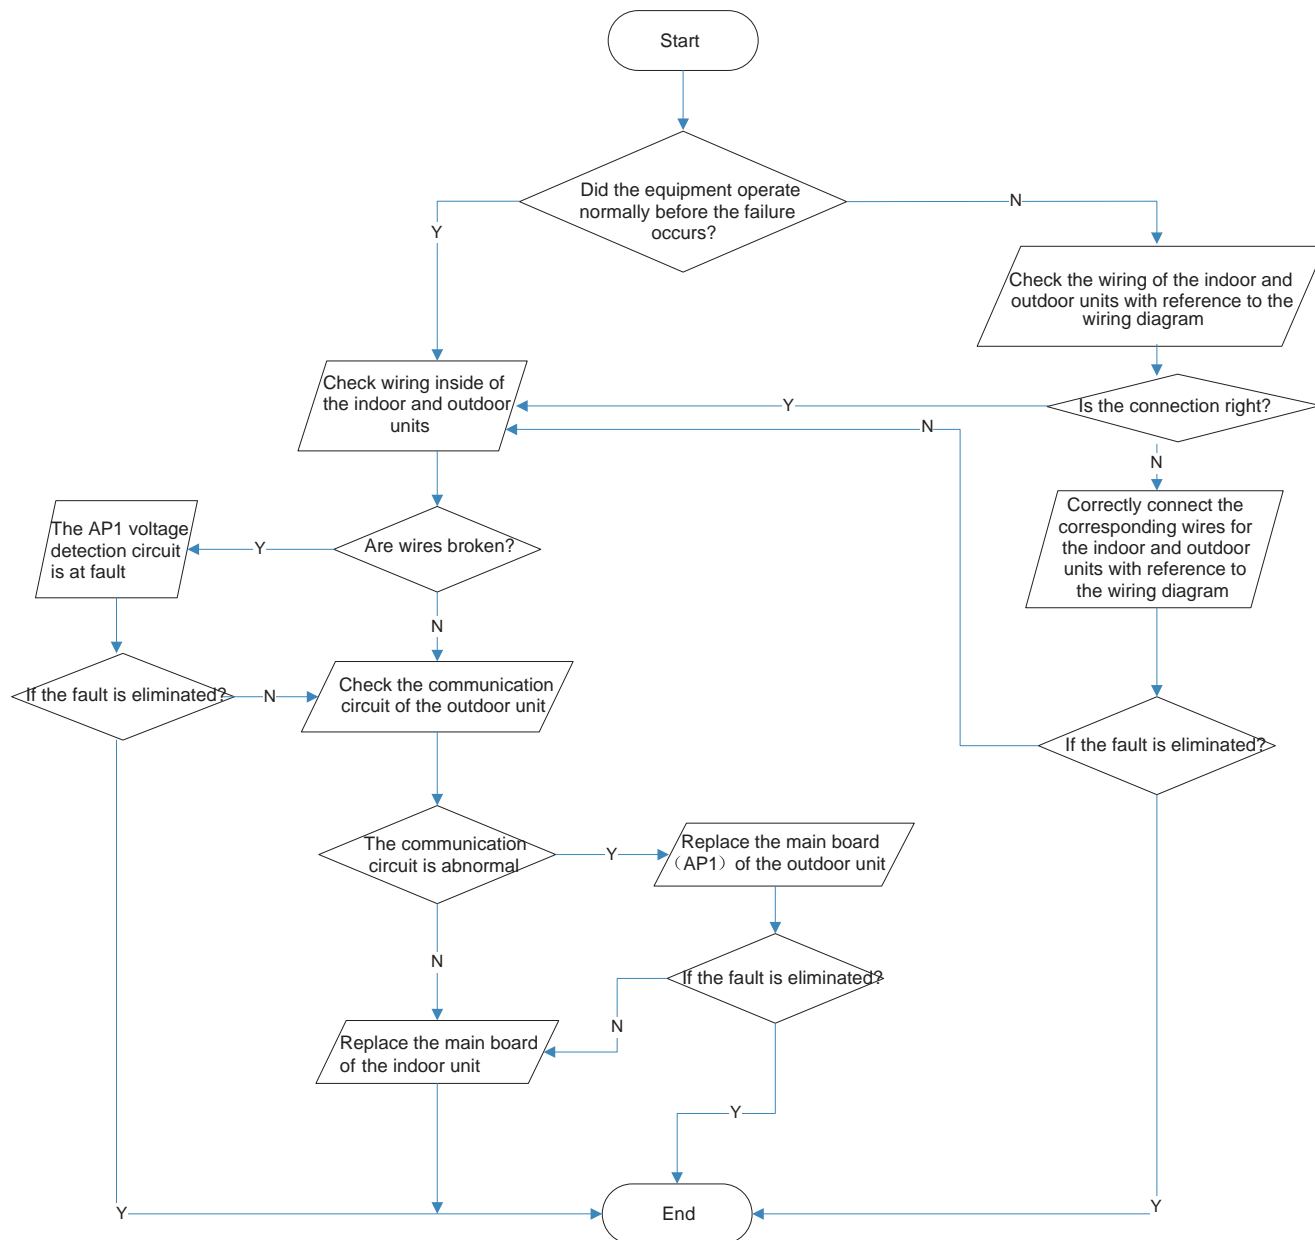 Start
Did the equipment operate
normally before the failure
occurs?
Y
N
Check the wiring of the indoor and
outdoor units with reference to the
wiring diagram
Check wiring inside of
the indoor and outdoor
units
Y
Is the connection right?
N
N
Correctly connect the
corresponding wires for
the indoor and outdoor
units with reference to
the wiring diagram
The AP1 voltage
detection circuit
is at fault
Y
Are wires broken?
N
If the fault is eliminated?
N
Check the communication
circuit of the outdoor unit
If the fault is eliminated?
The communication
circuit is abnormal
Y
Replace the main board
（AP1）of the outdoor unit
N
If the fault is eliminated?
N
Replace the main board
of the indoor unit
Y
Y
End
Y